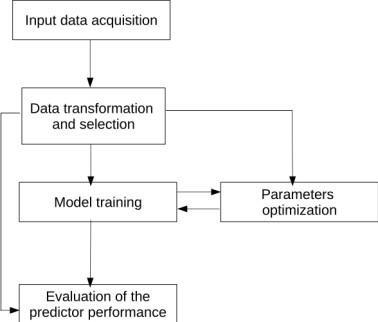 Input data acquisition
Data transformation
and selection
Model training
Parameters
optimization
Evaluation of the
predictor performance